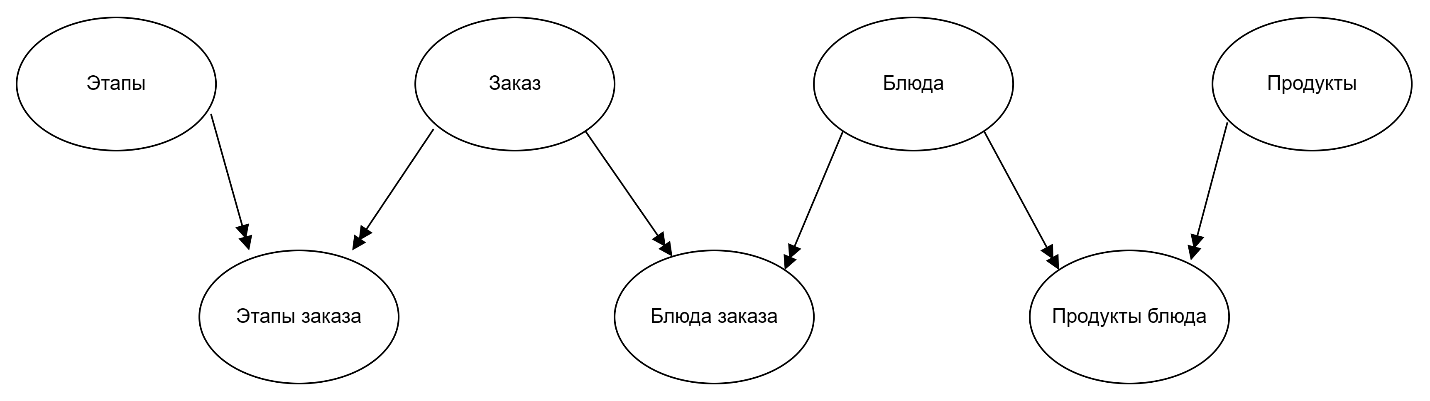 Этапы
Заказ
Блюда
Продукты
Этапы заказа
Блюда заказа
Продукты блюда